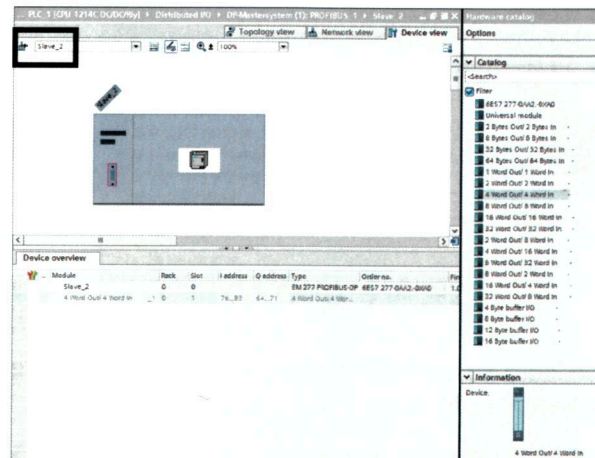 PLC_1 [CPU 1214C DC/DC/Rly] ▸ Distributed I/O ▸ DP-Mastersystem (1): PROFIBUS_1 ▸ Slave_2
Topology view Network view Device view
Slave_2 100%
Slave_2
Device overview
Module Rack Slot I address Q address Type Order no.
Slave_2 0 0 EM 277 PROFIBUS-DP 6ES7 277-0AA2-0XA0
4 Word Out/ 4 Word In _1 0 1 64...71 4 Word Out/ 4 Wor...
Hardware catalog
Options
Catalog
<Search>
Filter
6ES7 277-0AA2-0XA0
Universal module
2 Bytes Out/ 2 Bytes In
8 Bytes Out/ 8 Bytes In
32 Bytes Out/ 32 Bytes In
64 Bytes Out/ 64 Bytes In
1 Word Out/ 1 Word In
2 Word Out/ 2 Word In
4 Word Out/ 4 Word In
8 Word Out/ 8 Word In
16 Word Out/ 16 Word In
32 Word Out/ 32 Word In
2 Word Out/ 8 Word In
4 Word Out/ 16 Word In
8 Word Out/ 32 Word In
8 Word Out/ 2 Word In
16 Word Out/ 4 Word In
32 Word Out/ 8 Word In
4 Byte buffer I/O
8 Byte buffer I/O
12 Byte buffer I/O
16 Byte buffer I/O
Information
Device:
4 Word Out/ 4 Word In